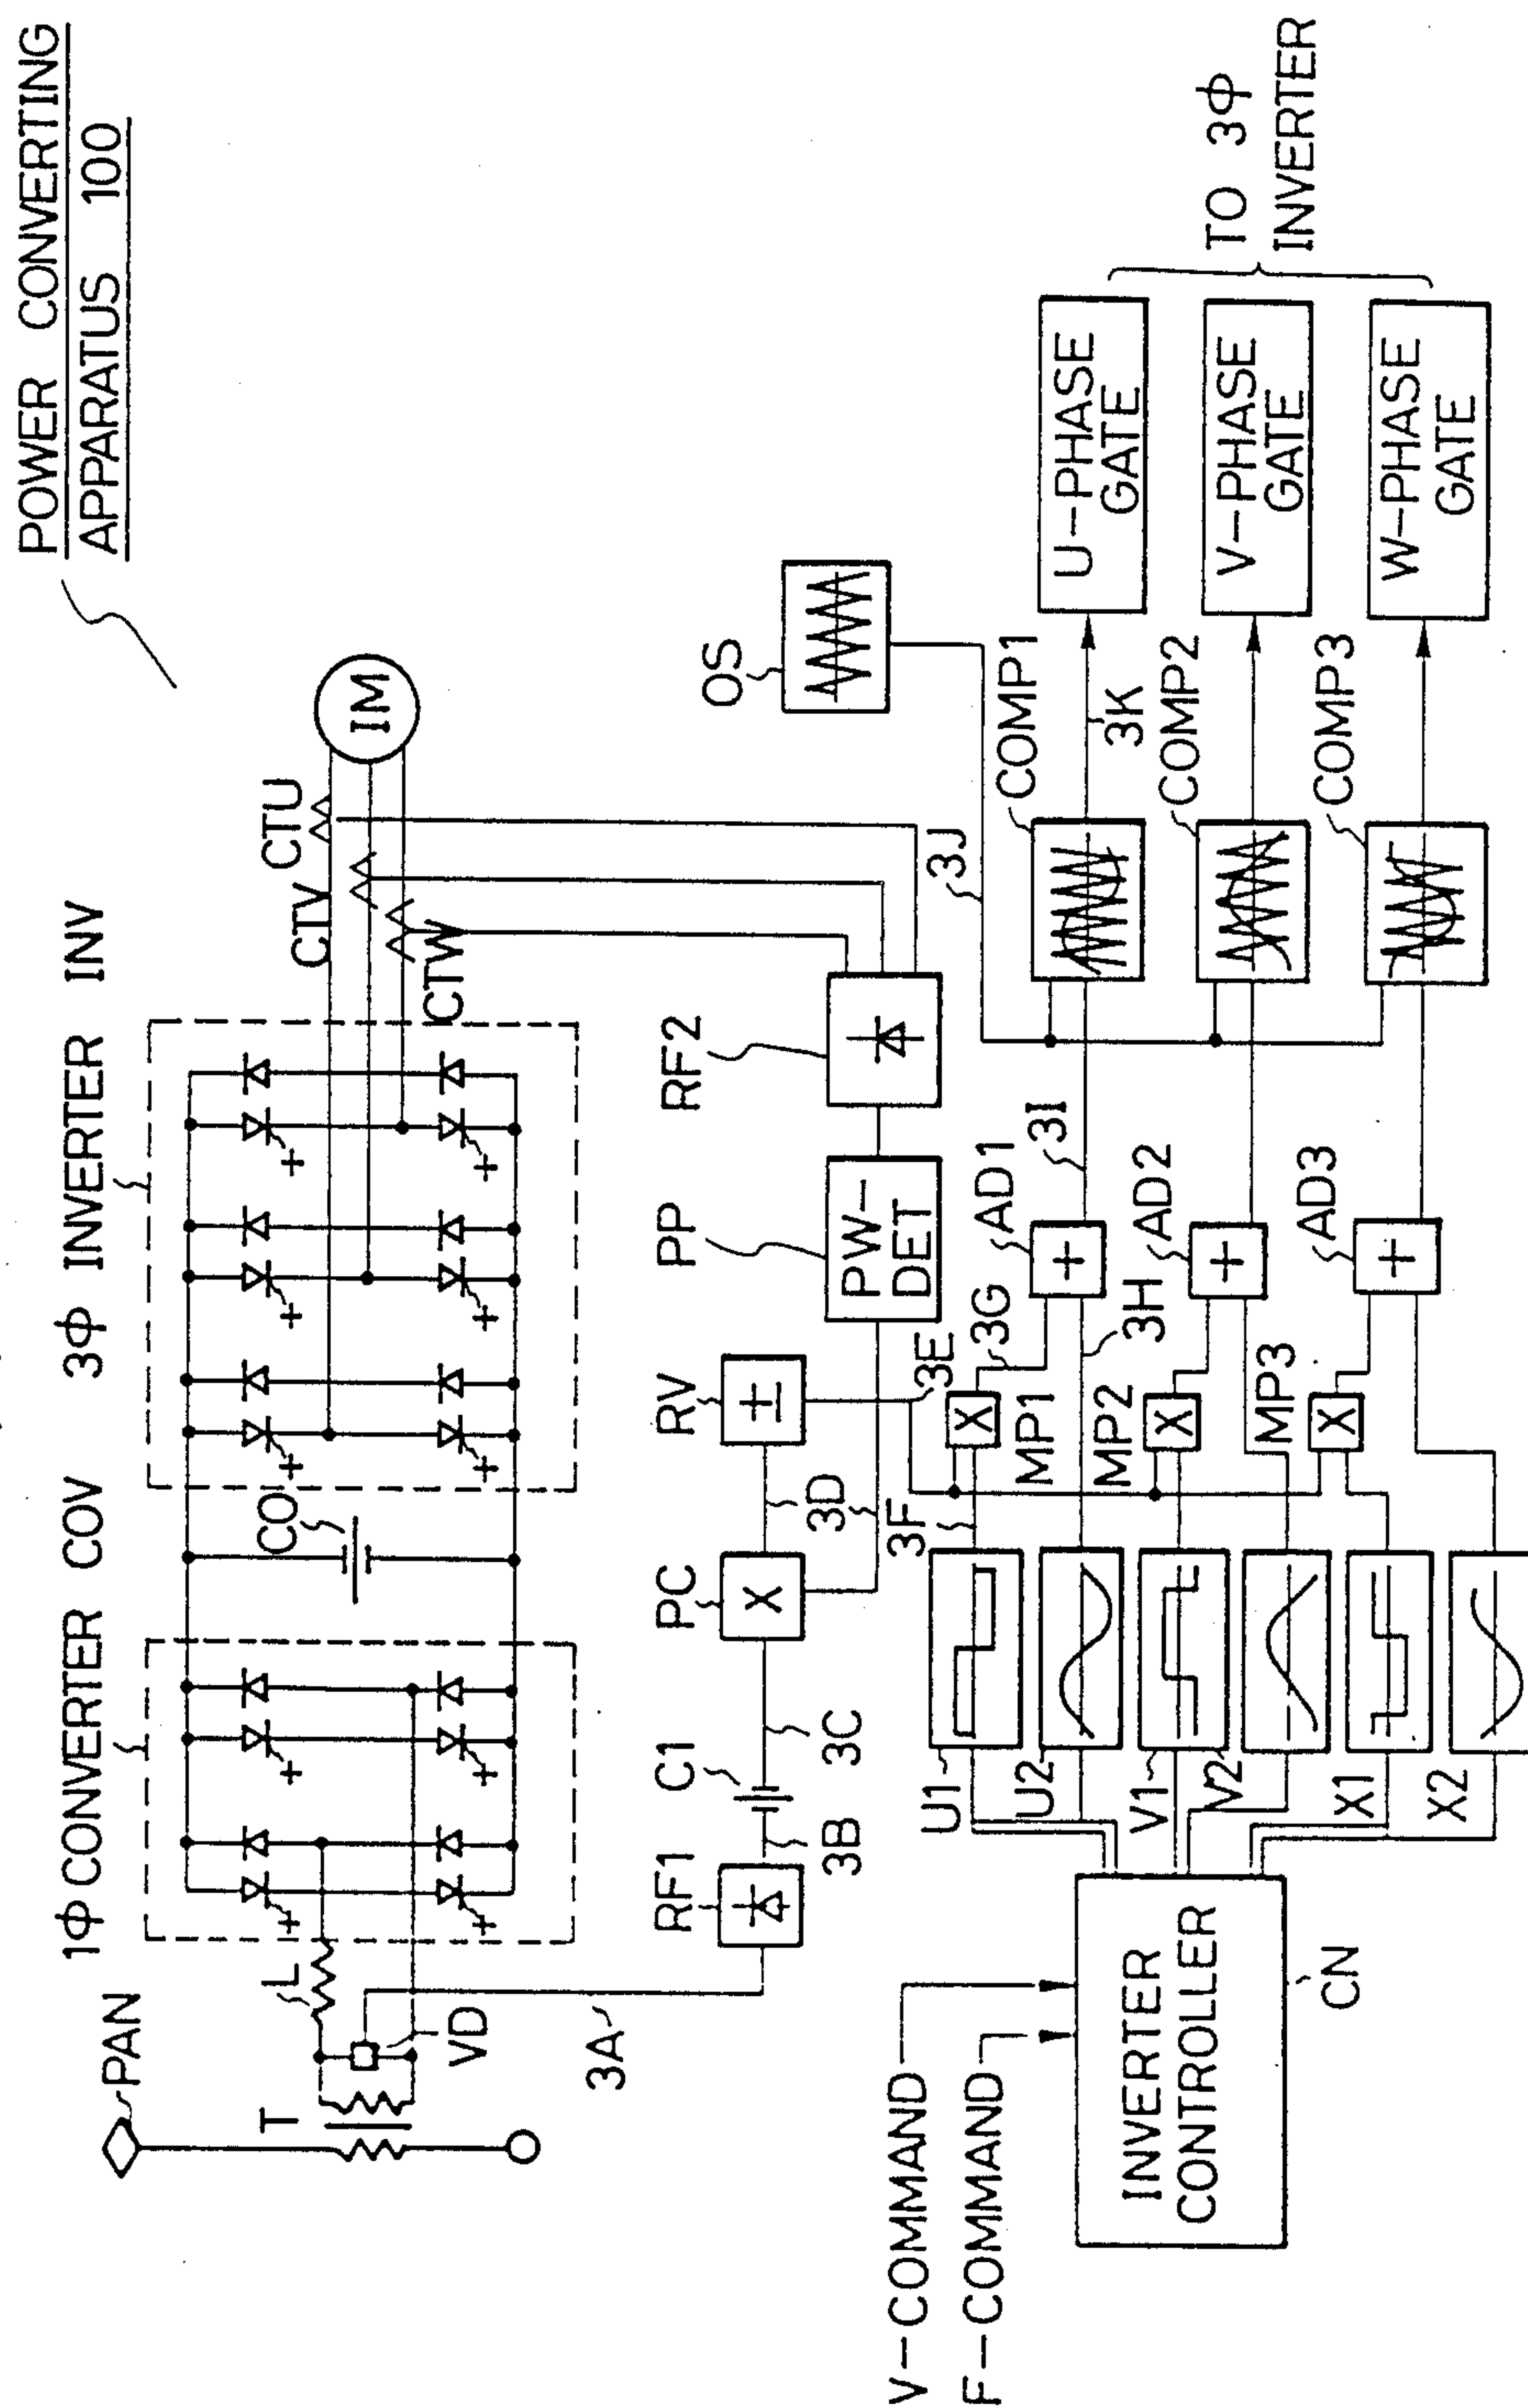 POWER CONVERTING
APPARATUS 100
1Φ CONVERTER COV
3Φ INVERTER INV
PAN
T
L
VD
CO
CTU
CTV
CTW
IM
3A
RF1
3B
C1
3C
PC
X
3D
RV
±
3E
PP
PW-
DET
RF2
OS
3J
V-COMMAND
F-COMMAND
INVERTER
CONTROLLER
CN
U1
U2
V1
V2
X1
X2
3F
X
MP1
X
MP2
X
MP3
3G
3H
+
AD1
+
AD2
+
AD3
3I
COMP1
COMP2
COMP3
3K
U-PHASE
GATE
V-PHASE
GATE
W-PHASE
GATE
TO 3Φ
INVERTER